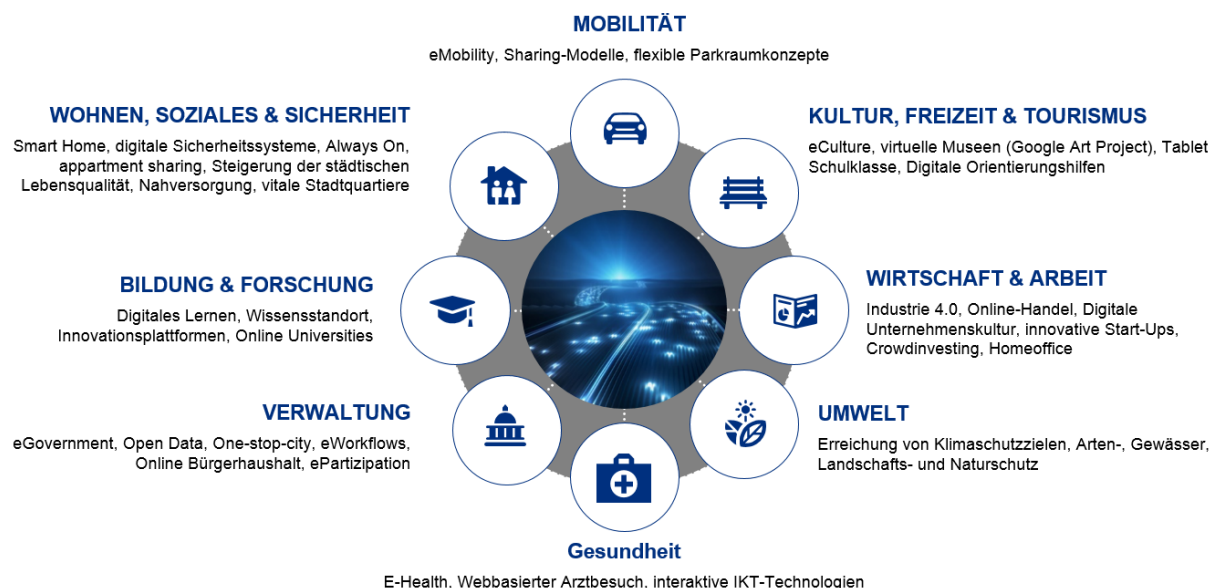 MOBILITÄT
eMobility, Sharing-Modelle, flexible Parkraumkonzepte
WOHNEN, SOZIALES & SICHERHEIT
Smart Home, digitale Sicherheitssysteme, Always On,
appartment sharing, Steigerung der städtischen
Lebensqualität, Nahversorgung, vitale Stadtquartiere
KULTUR, FREIZEIT & TOURISMUS
eCulture, virtuelle Museen (Google Art Project), Tablet
Schulklasse, Digitale Orientierungshilfen
BILDUNG & FORSCHUNG
Digitales Lernen, Wissensstandort,
Innovationsplattformen, Online Universities
WIRTSCHAFT & ARBEIT
Industrie 4.0, Online-Handel, Digitale
Unternehmenskultur, innovative Start-Ups,
Crowdinvesting, Homeoffice
VERWALTUNG
eGovernment, Open Data, One-stop-city, eWorkflows,
Online Bürgerhaushalt, ePartizipation
UMWELT
Erreichung von Klimaschutzzielen, Arten-, Gewässer,
Landschafts- und Naturschutz
Gesundheit
E-Health, Webbasierter Arztbesuch, interaktive IKT-Technologien